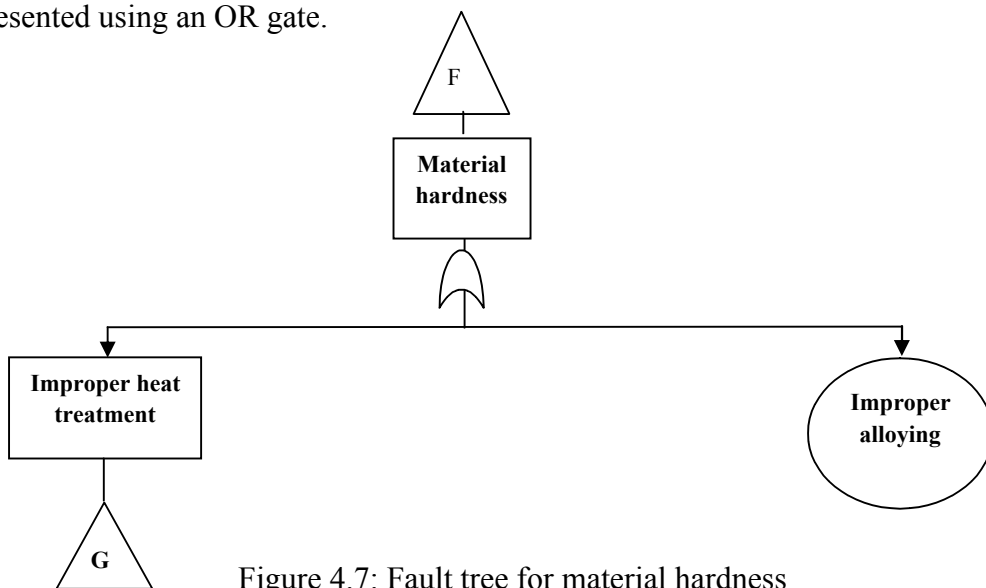 using an OR gate.
F
Material
hardness
Improper heat
treatment
Improper
alloying
G
Figure 4.7: Fault tree for material hardness